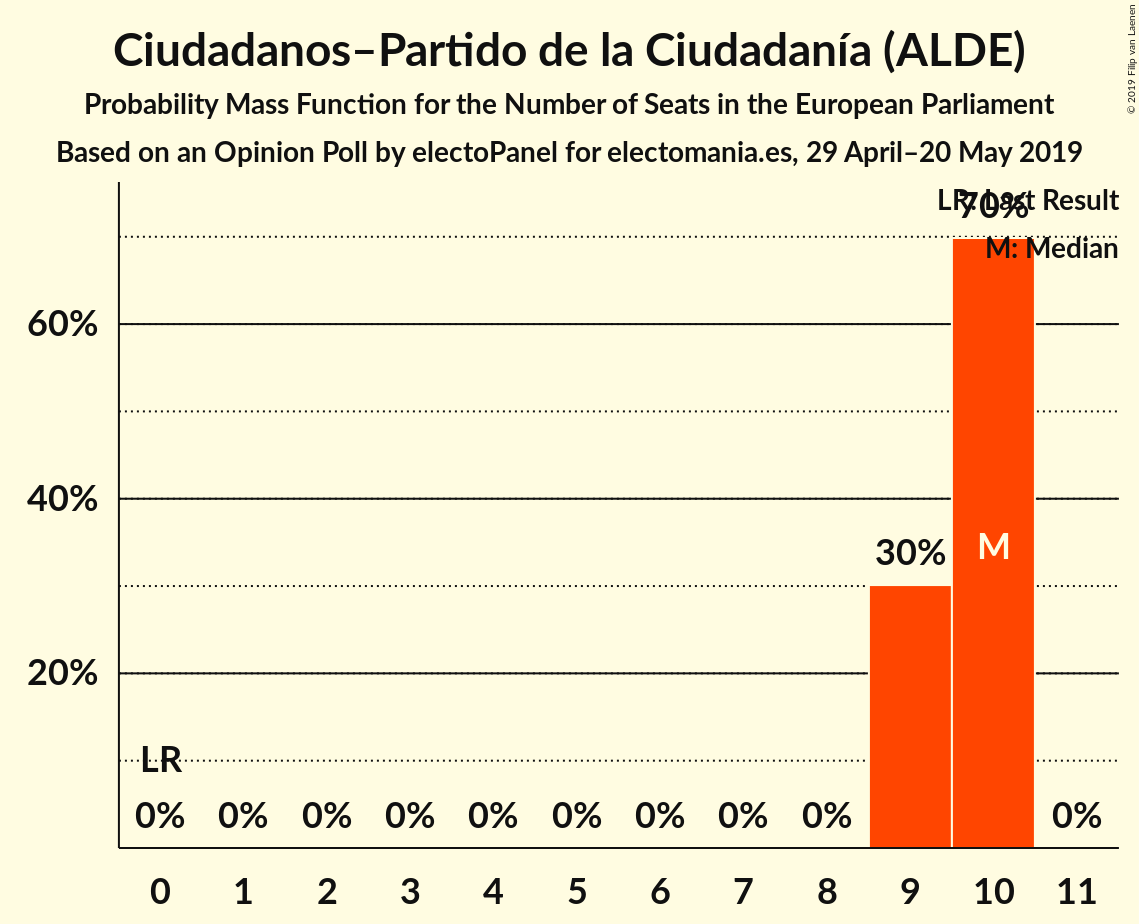 Ciudadanos–Partido de la Ciudadanía (ALDE)
Probability Mass Function for the Number of Seats in the European Parliament
Based on an Opinion Poll by electoPanel for electomania.es, 29 April–20 May 2019
© 2019 Filip van Laenen
LR: Last Result
70%
M: Median
60%
40%
30%
M
20%
LR
0% 0% 0% 0% 0% 0% 0% 0% 0% 0%
0 1 2 3 4 5 6 7 8 9 10 11